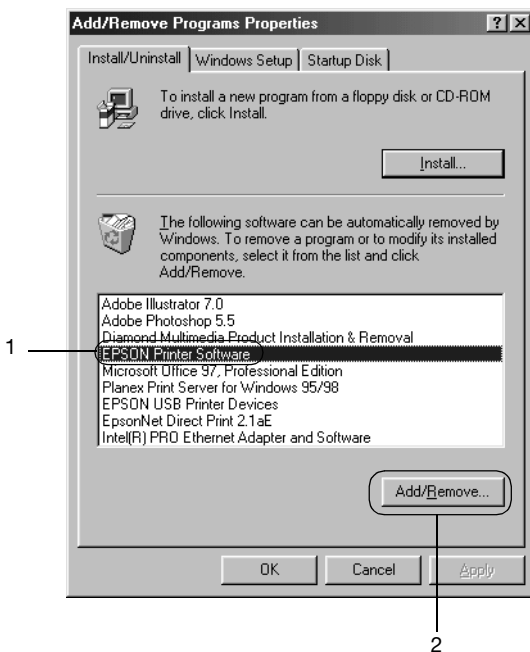 Add/Remove Programs Properties
Install/Uninstall Windows Setup Startup Disk
To install a new program from a floppy disk or CD-ROM
drive, click Install.
Install...
The following software can be automatically removed by
Windows. To remove a program or to modify its installed
components, select it from the list and click
Add/Remove.
Adobe Illustrator 7.0
Adobe Photoshop 5.5
Diamond Multimedia Product Installation & Removal
1
EPSON Printer Software
Microsoft Office 97, Professional Edition
Planex Print Server for Windows 95/98
EPSON USB Printer Devices
EpsonNet Direct Print 2.1aE
Intel(R) PRO Ethernet Adapter and Software
Add/Remove...
OK Cancel Apply
2